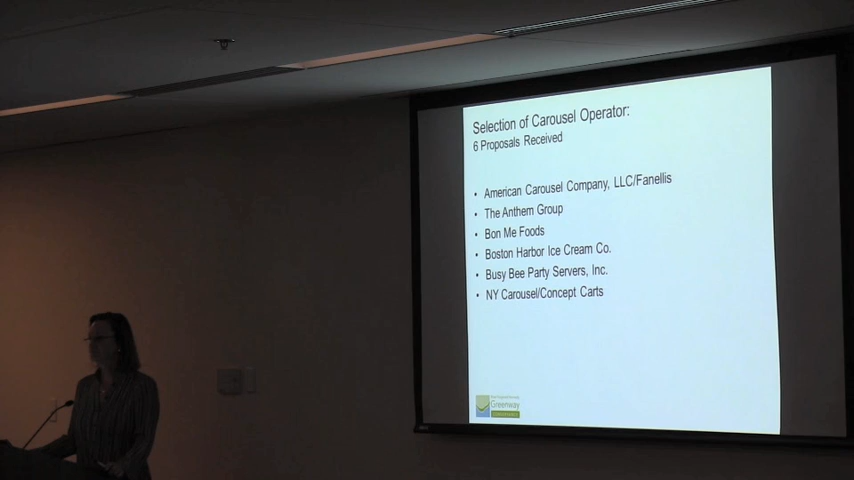 Selection of Carousel Operator:
6 Proposals Received
• American Carousel Company, LLC/Fanellis
• The Anthem Group
• Bon Me Foods
• Boston Harbor Ice Cream Co.
• Busy Bee Party Servers, Inc.
• NY Carousel/Concept Carts
Greenway